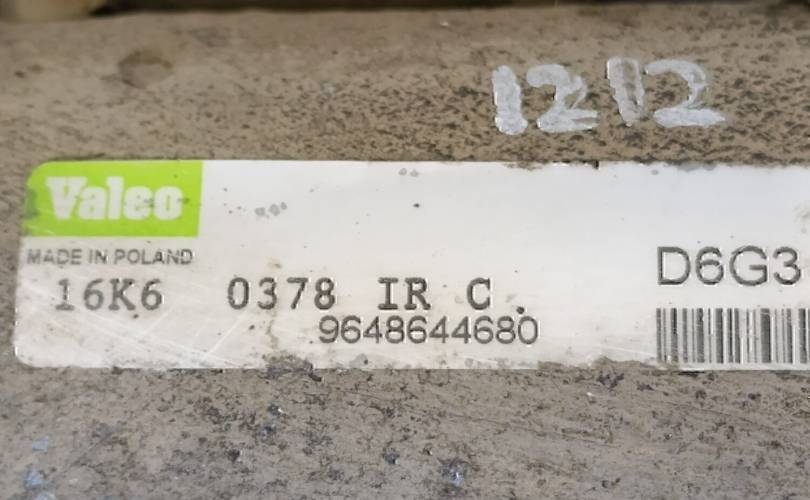 1212
Valeo
MADE IN POLAND
16K6 0378 IR C.
D6G3
9648644680